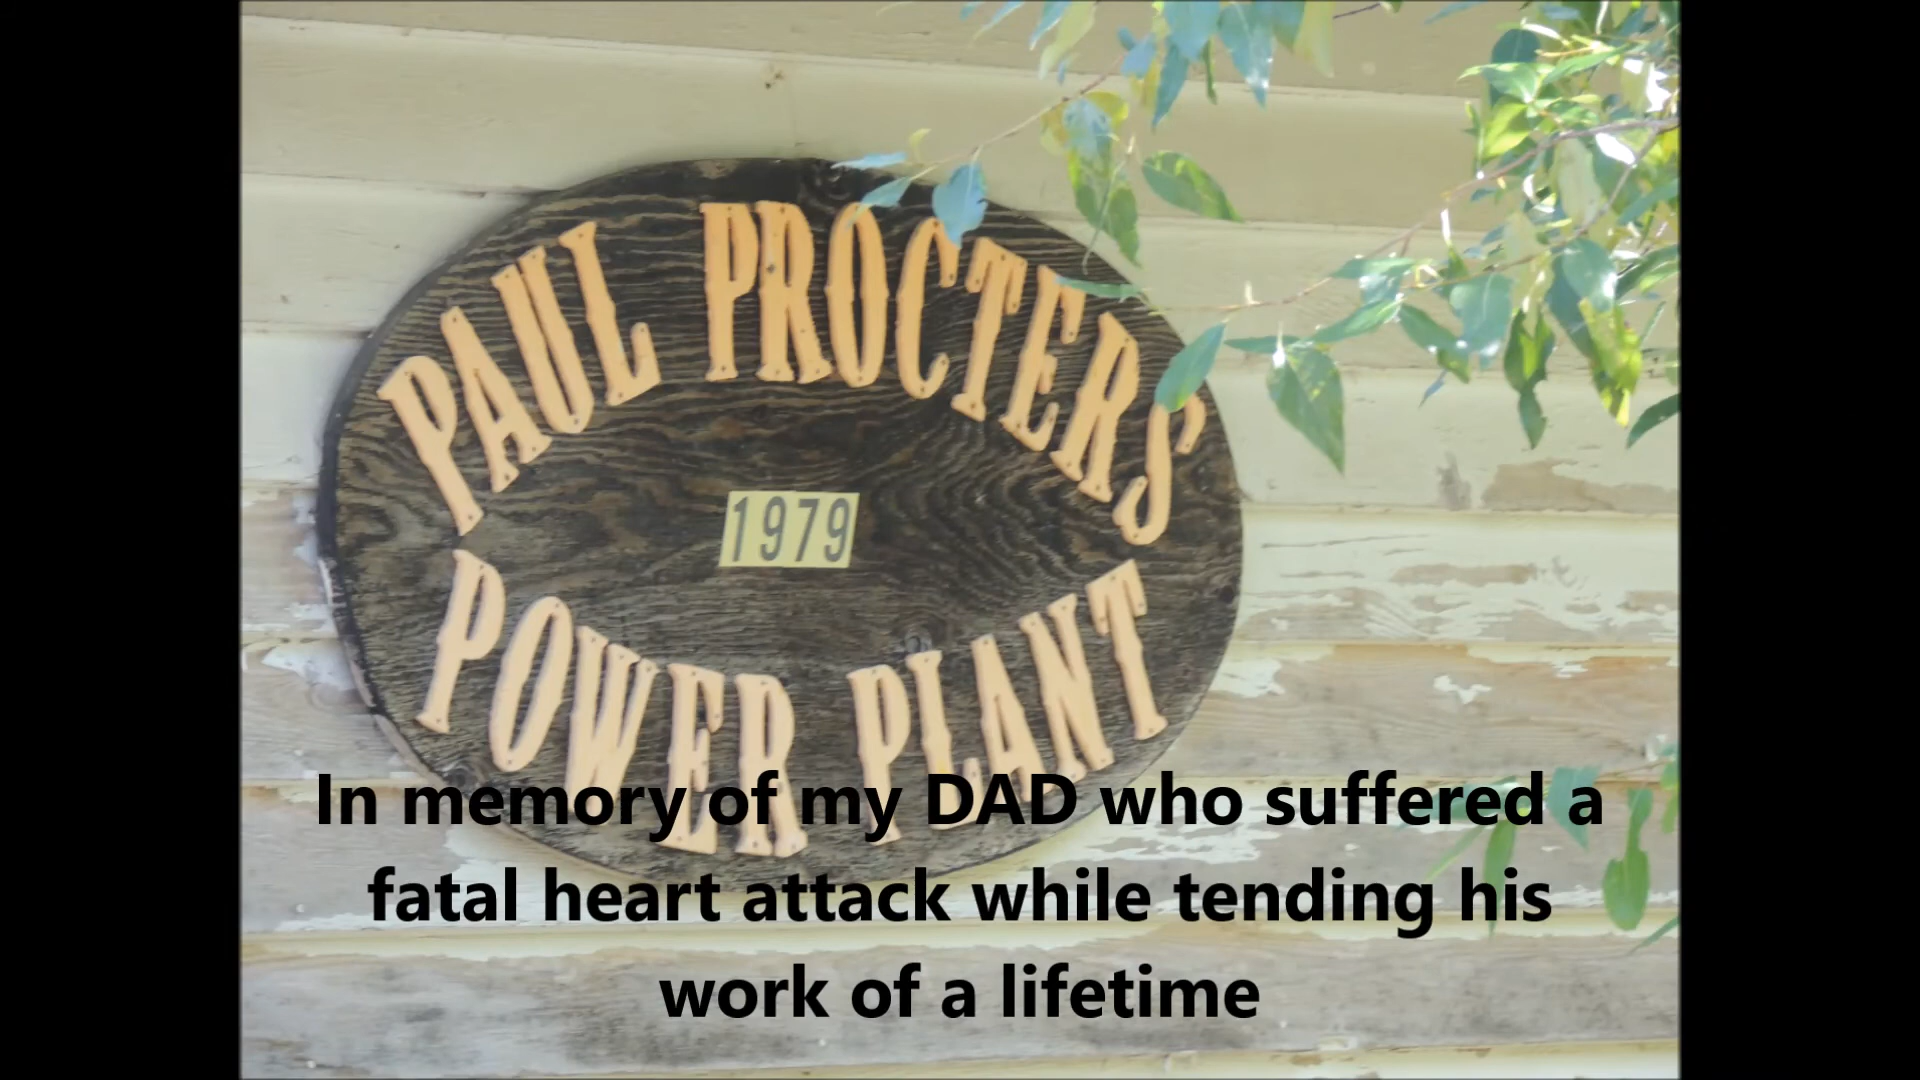 PAUL PROCTERS
1979
POWER PLANT
In memory of my DAD who suffered a
fatal heart attack while tending his
work of a lifetime